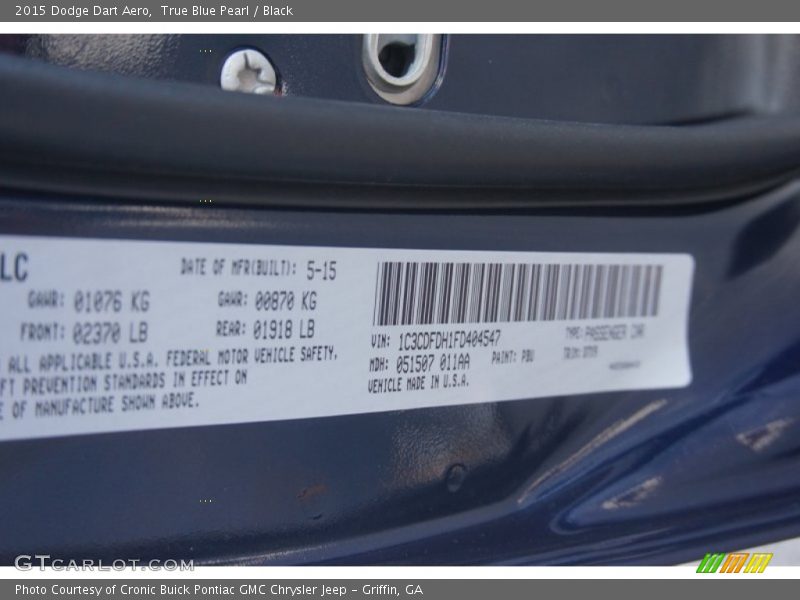 2015 Dodge Dart Aero, True Blue Pearl / Black
LC
DATE OF MFR(BUILT): 5-15
GAWR: 01076 KG GAWR: 00870 KG
FRONT: 02370 LB REAR: 01918 LB
ALL APPLICABLE U.S.A. FEDERAL MOTOR VEHICLE SAFETY,
FT PREVENTION STANDARDS IN EFFECT ON
E OF MANUFACTURE SHOWN ABOVE.
VIN: 1C3CDFDH1FD404547 TYPE: PASSENGER CAR
MDH: 051507 011AA PAINT: PBU TRIM:
VEHICLE MADE IN U.S.A.
GTCARLOT.COM
Photo Courtesy of Cronic Buick Pontiac GMC Chrysler Jeep - Griffin, GA